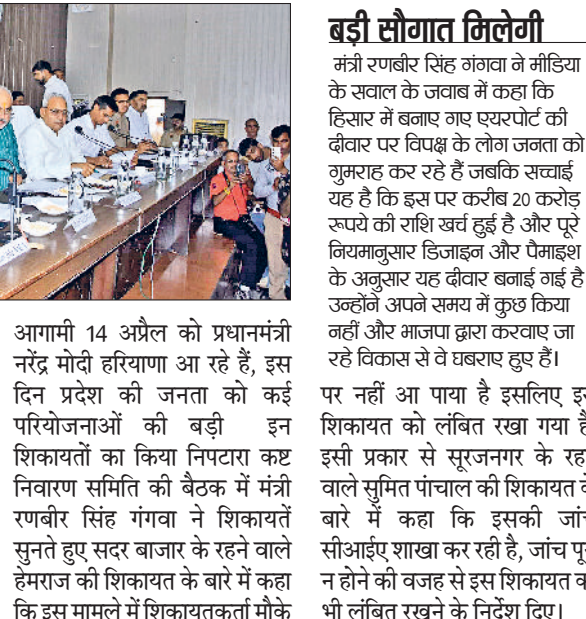 आगामी 14 अप्रैल को प्रधानमंत्री
नरेंद्र मोदी हरियाणा आ रहे हैं, इस
दिन प्रदेश की जनता को कई
परियोजनाओं की बड़ी इन
शिकायतों का किया निपटारा कष्ट
निवारण समिति की बैठक में मंत्री
रणबीर सिंह गंगवा ने शिकायतें
सुनते हुए सदर बाजार के रहने वाले
हेमराज की शिकायत के बारे में कहा
कि इस मामले में शिकायतकर्ता मौके
बड़ी सौगात मिलेगी
मंत्री रणबीर सिंह गंगवा ने मीडिया
के सवाल के जवाब में कहा कि
हिसार में बनाए गए एयरपोर्ट की
दीवार पर विपक्ष के लोग जनता को
गुमराह कर रहे हैं जबकि सच्चाई
यह है कि इस पर करीब 20 करोड़
रूपये की राशि खर्च हुई है और पूरे
नियमानुसार डिजाइन और पैमाइश
के अनुसार यह दीवार बनाई गई है
उन्होंने अपने समय में कुछ किया
नहीं और भाजपा द्वारा करवाए जा
रहे विकास से वे घबराए हुए हैं।
पर नहीं आ पाया है इसलिए
शिकायत को लंबित रखा गया
इसी प्रकार से सूरजनगर के
वाले सुमित पांचाल की शिकायत
बारे में कहा कि इसकी
सीआईए शाखा कर रही है, जांच
न होने की वजह से इस शिकायत
भी लंबित रखने के निर्देश दिए।